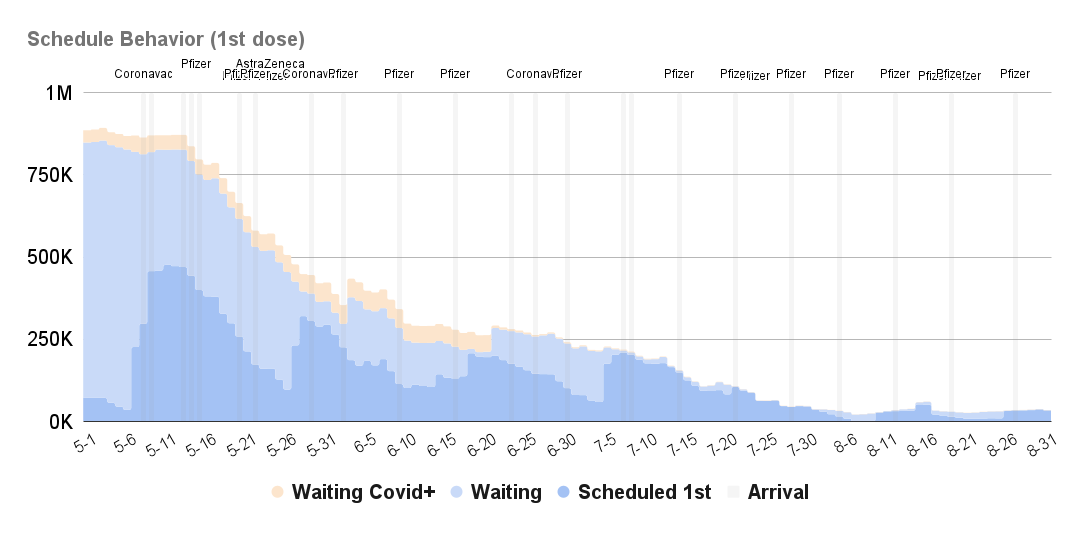 Schedule Behavior (1st dose)
AstraZeneca
Pfizer
Coronavac Pfizer Pfizer Pfizer Pfizer Pfizer Pfizer Pfizer Pfizer Pfizer Pfizer Pfizer Pfizer Pfizer
1M
750K
500K
250K
0K
5-1 5-6 5-11 5-16 5-21 5-26 5-31 6-5 6-10 6-15 6-20 6-25 6-30 7-5 7-10 7-15 7-20 7-25 7-30 8-6 8-11 8-16 8-21 8-26 8-31
Waiting Covid+ Waiting Scheduled 1st Arrival